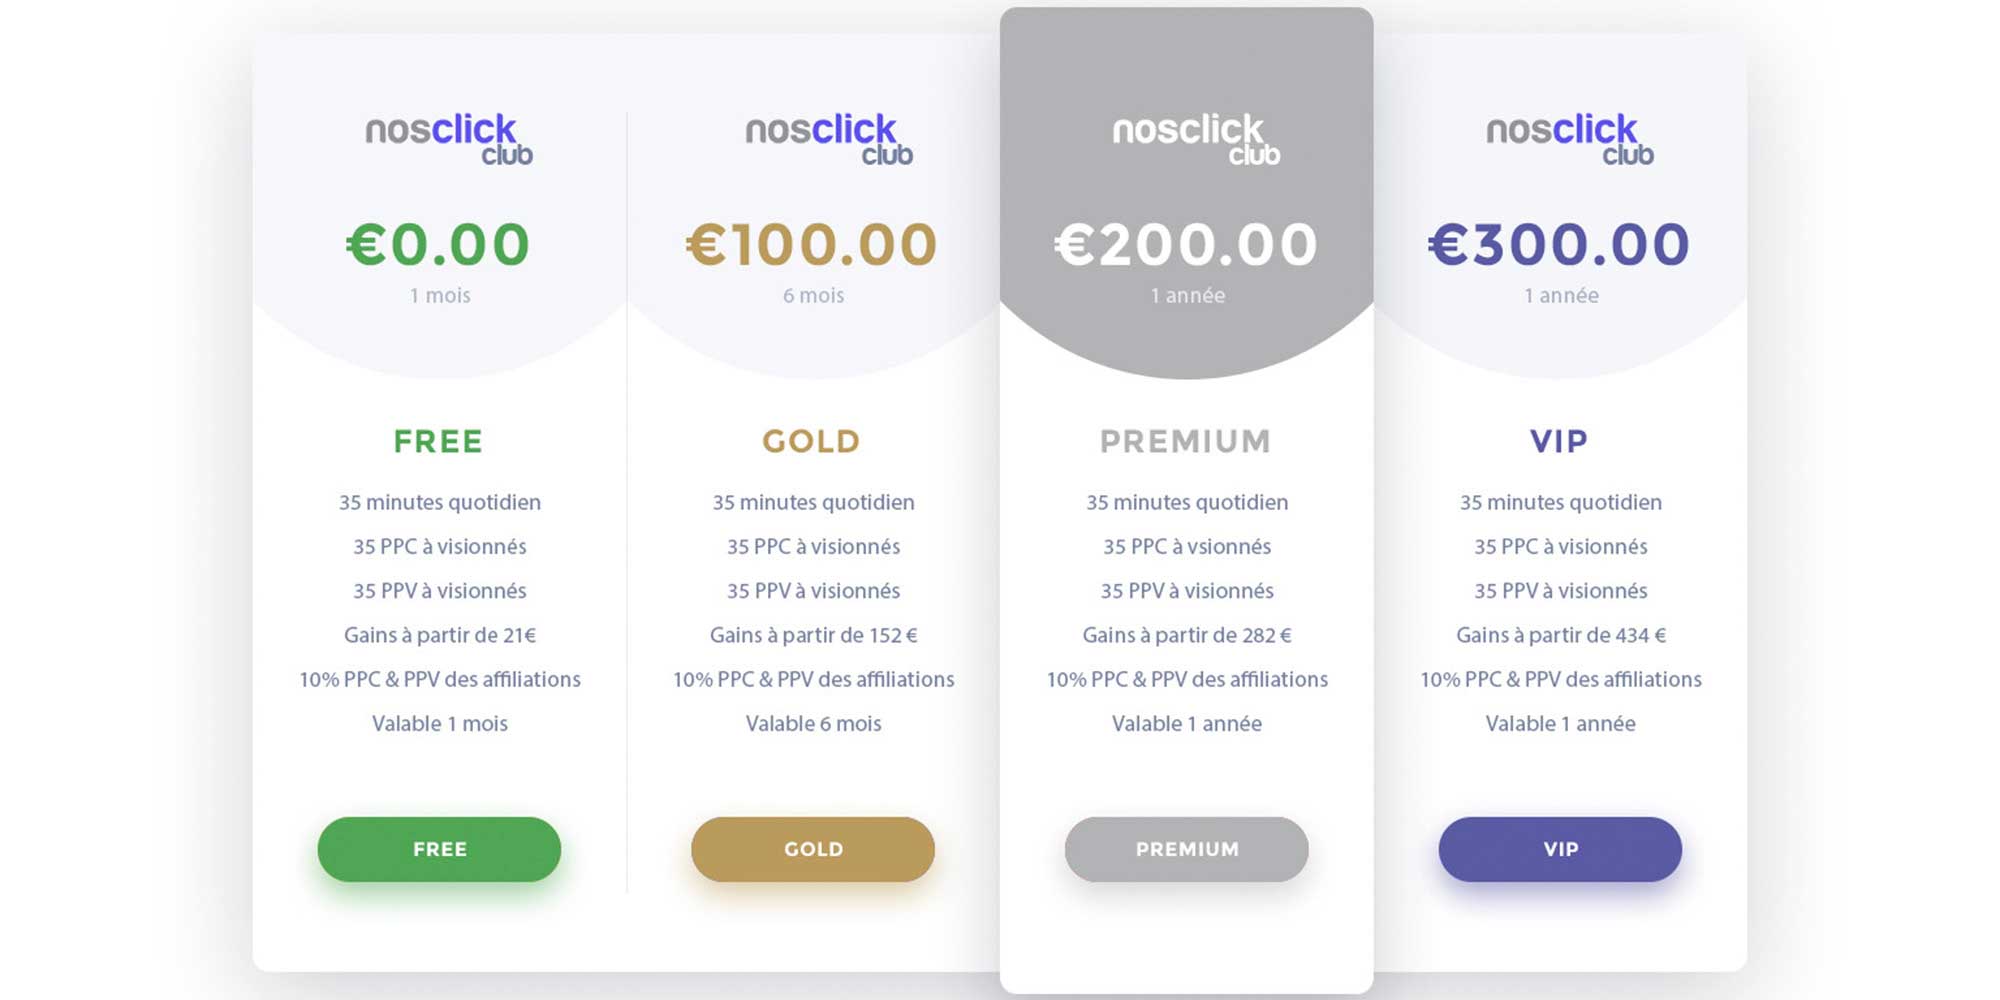 nosclick
club
€0.00
1 mois
FREE
35 minutes quotidien
35 PPC à visionnés
35 PPV à visionnés
Gains à partir de 21€
10% PPC & PPV des affiliations
Valable 1 mois
FREE
nosclick
club
€100.00
6 mois
GOLD
35 minutes quotidien
35 PPC à visionnés
35 PPV à visionnés
Gains à partir de 152 €
10% PPC & PPV des affiliations
Valable 6 mois
GOLD
nosclick
club
€200.00
1 année
PREMIUM
35 minutes quotidien
35 PPC à vsionnés
35 PPV à visionnés
Gains à partir de 282 €
10% PPC & PPV des affiliations
Valable 1 année
PREMIUM
nosclick
club
€300.00
1 année
VIP
35 minutes quotidien
35 PPC à visionnés
35 PPV à visionnés
Gains à partir de 434 €
10% PPC & PPV des affiliations
Valable 1 année
VIP